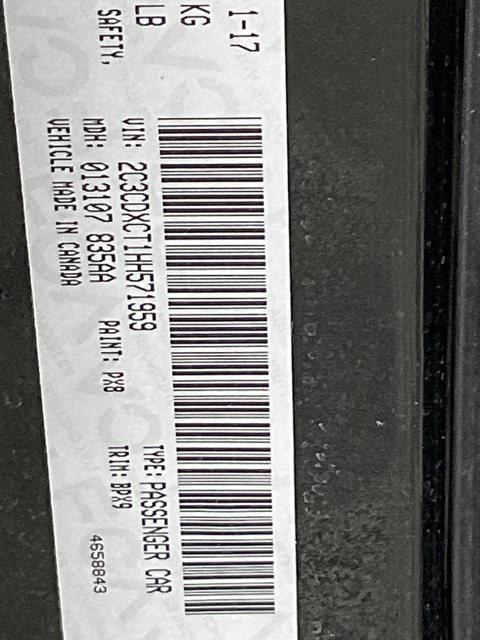 1-17
KG
LB
SAFETY,
VIN: 2C3CDXCT1HH571959 TYPE: PASSENGER CAR
MDH: 013107 835AA PAINT: PX8 TRIM: BPX9
VEHICLE MADE IN CANADA 4658843